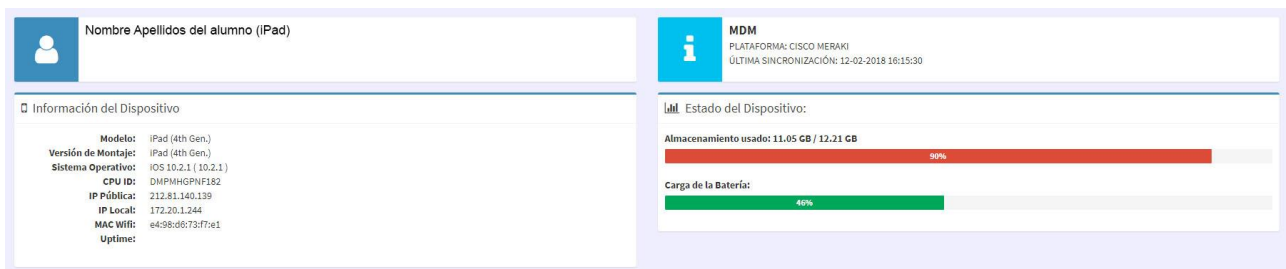 Nombre Apellidos del alumno (iPad)
MDM
PLATAFORMA: CISCO MERAKI
ÚLTIMA SINCRONIZACIÓN: 12-02-2018 16:15:30
Información del Dispositivo
Modelo: iPad (4th Gen.)
Versión de Montaje: iPad (4th Gen.)
Sistema Operativo: iOS 10.2.1 ( 10.2.1 )
CPU ID: DMPMHGPNF182
IP Pública: 212.81.140.139
IP Local: 172.20.1.244
MAC Wifi: e4:98:d6:73:f7:e1
Uptime:
Estado del Dispositivo:
Almacenamiento usado: 11.05 GB / 12.21 GB
90%
Carga de la Batería:
46%